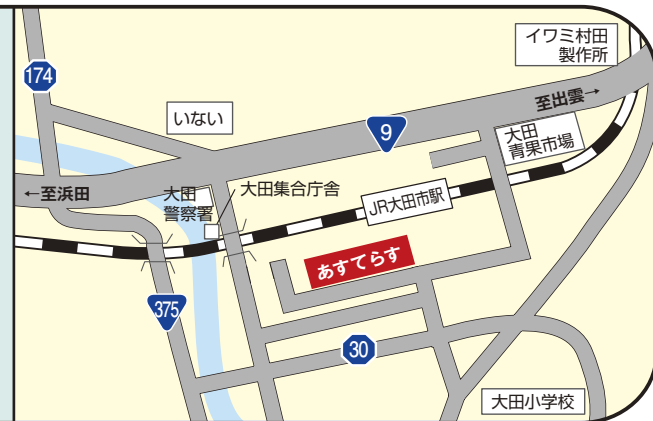 イワミ村田
製作所
174
至出雲→
いない
9
大田
青果市場
←至浜田
大田
警察署
大田集合庁舎
JR大田市駅
あすてらす
375
30
大田小学校